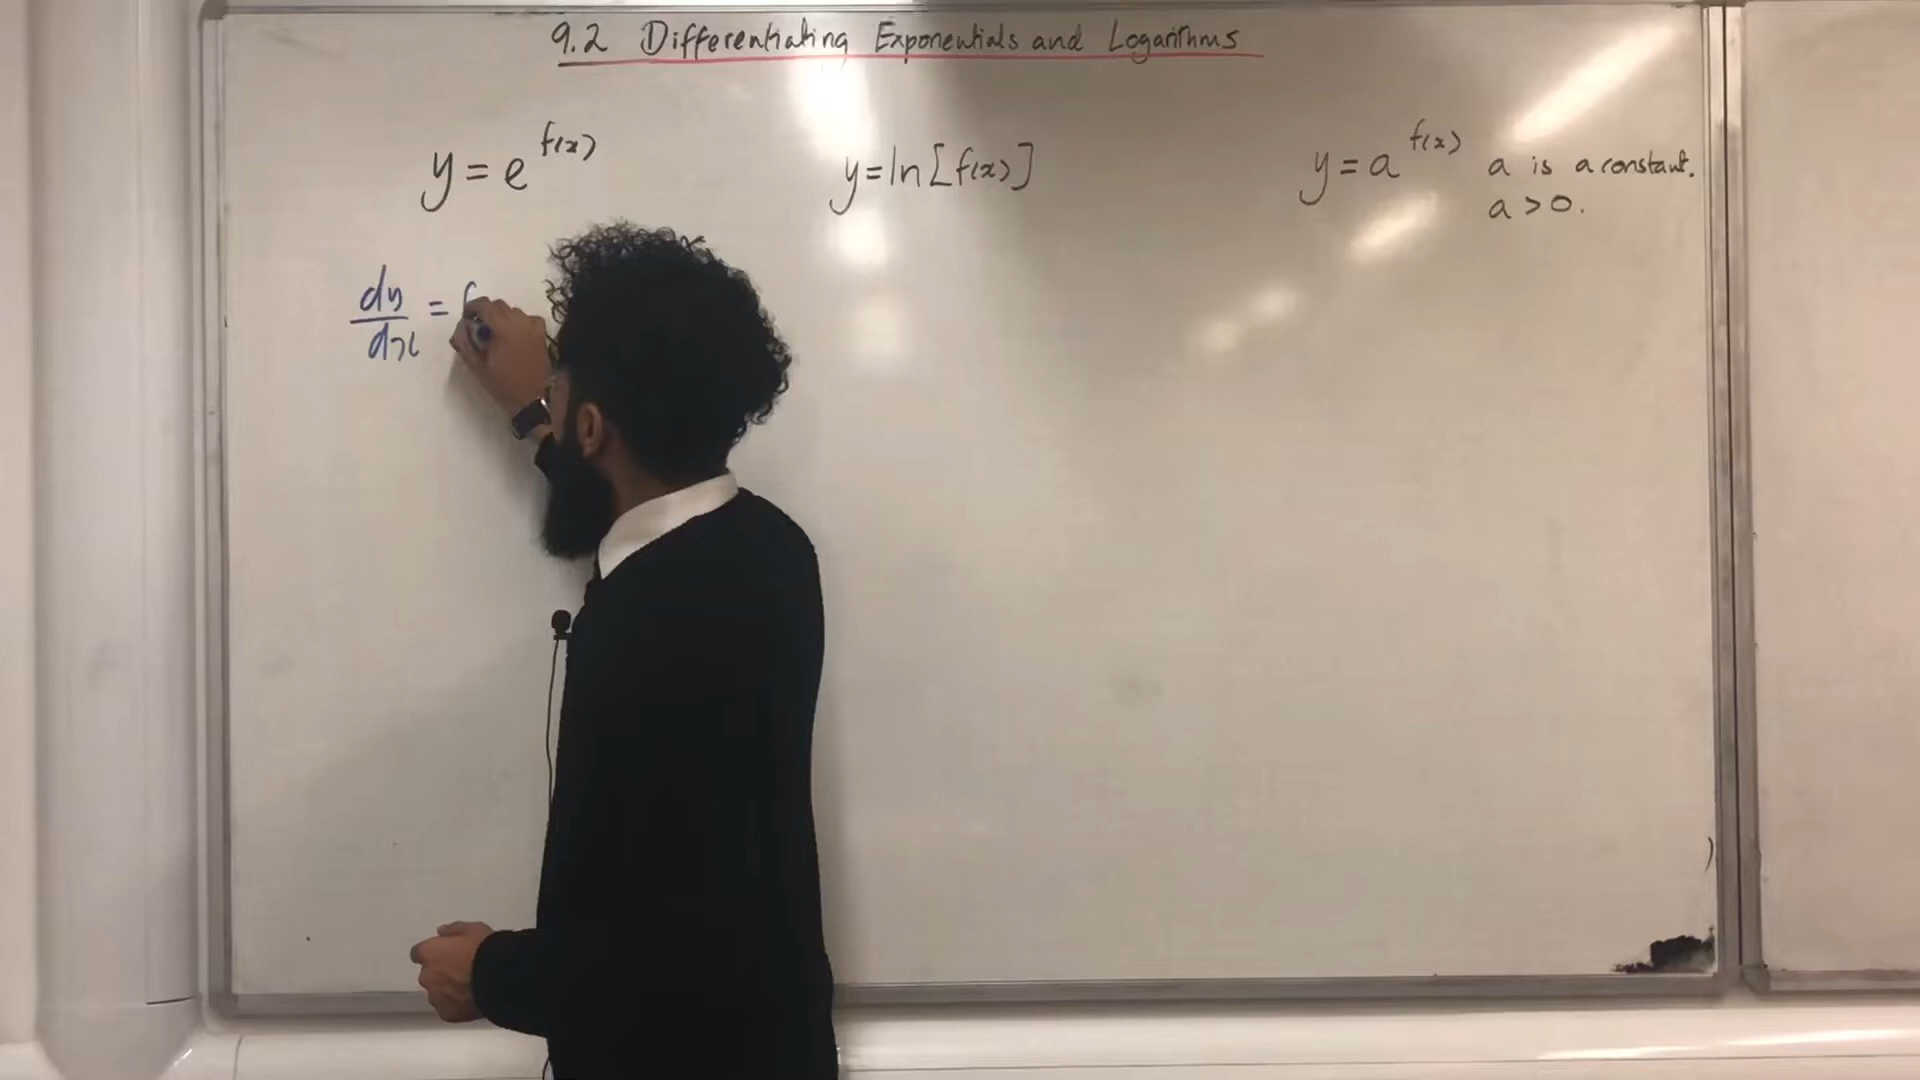 9.2 Differentiating Exponentials and Logarithms
y = e^f(x)
y = ln[f(x)]
y = a^f(x) a is a constant.
a > 0.
dy/dx = f